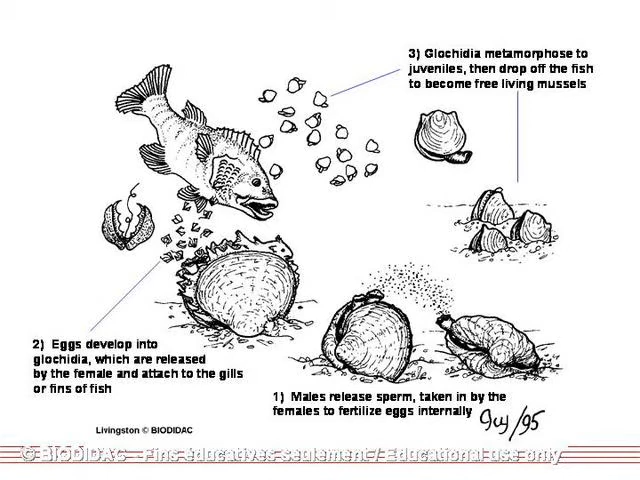 3) Glochidia metamorphose to
juveniles, then drop off the fish
to become free living mussels
2) Eggs develop into
glochidia, which are released
by the female and attach to the gills
or fins of fish
1) Males release sperm, taken in by the
females to fertilize eggs internally
Livingston © BIODIDAC
© BIODIDAC - Fins éducatives seulement / Educational use only